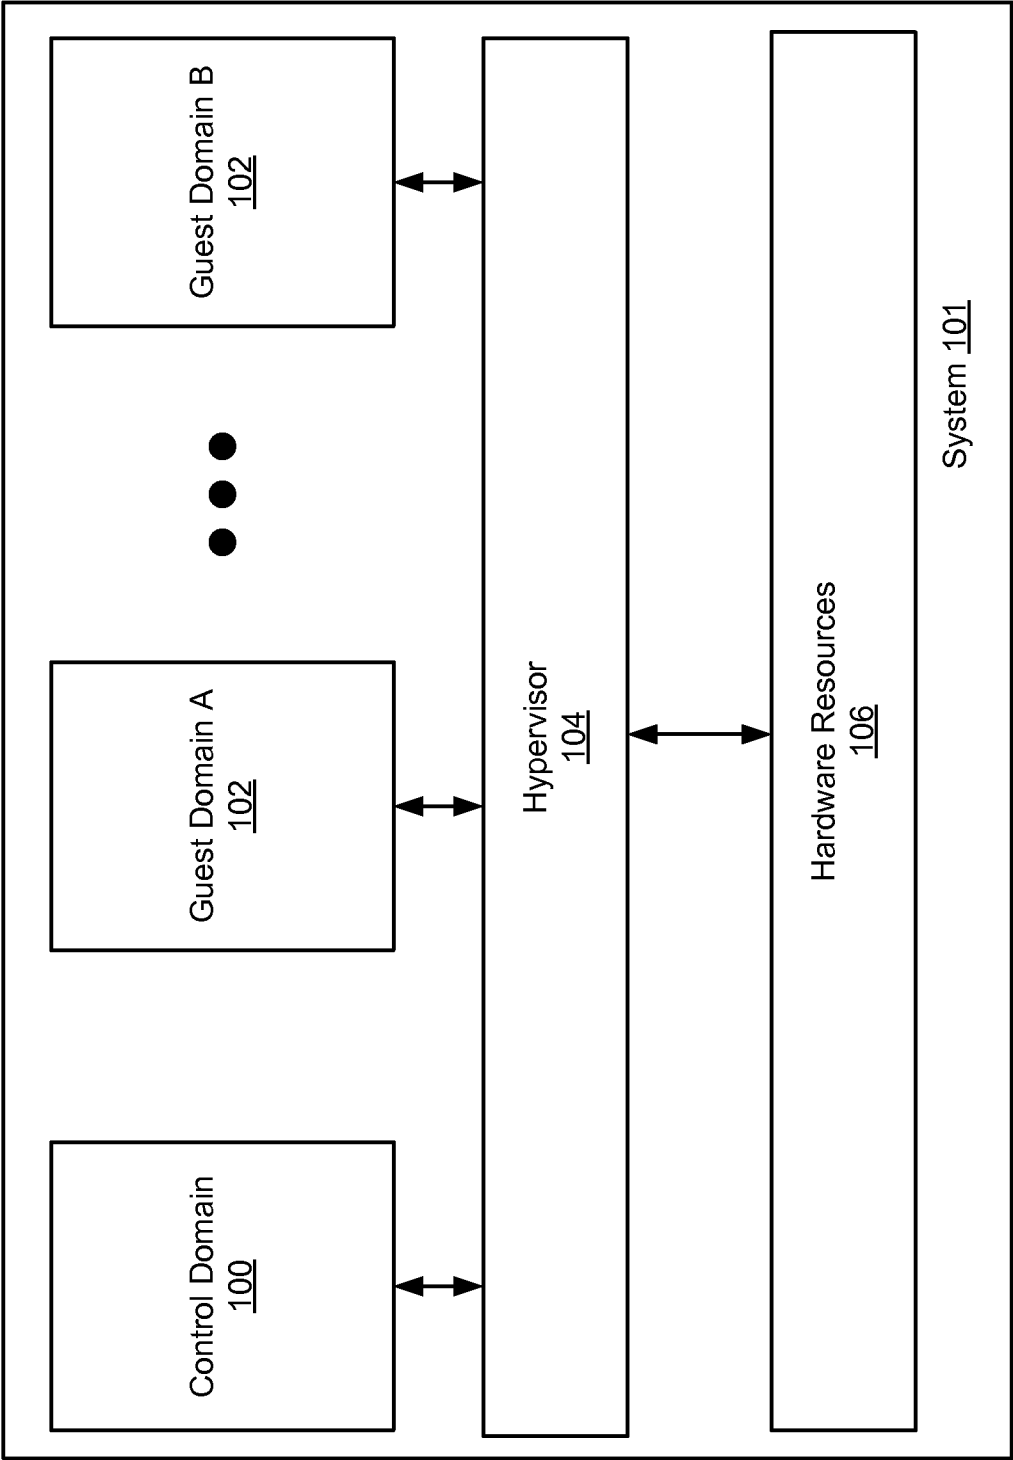 Control Domain
100
Guest Domain A
102
Guest Domain B
102
Hypervisor
104
Hardware Resources
106
System 101